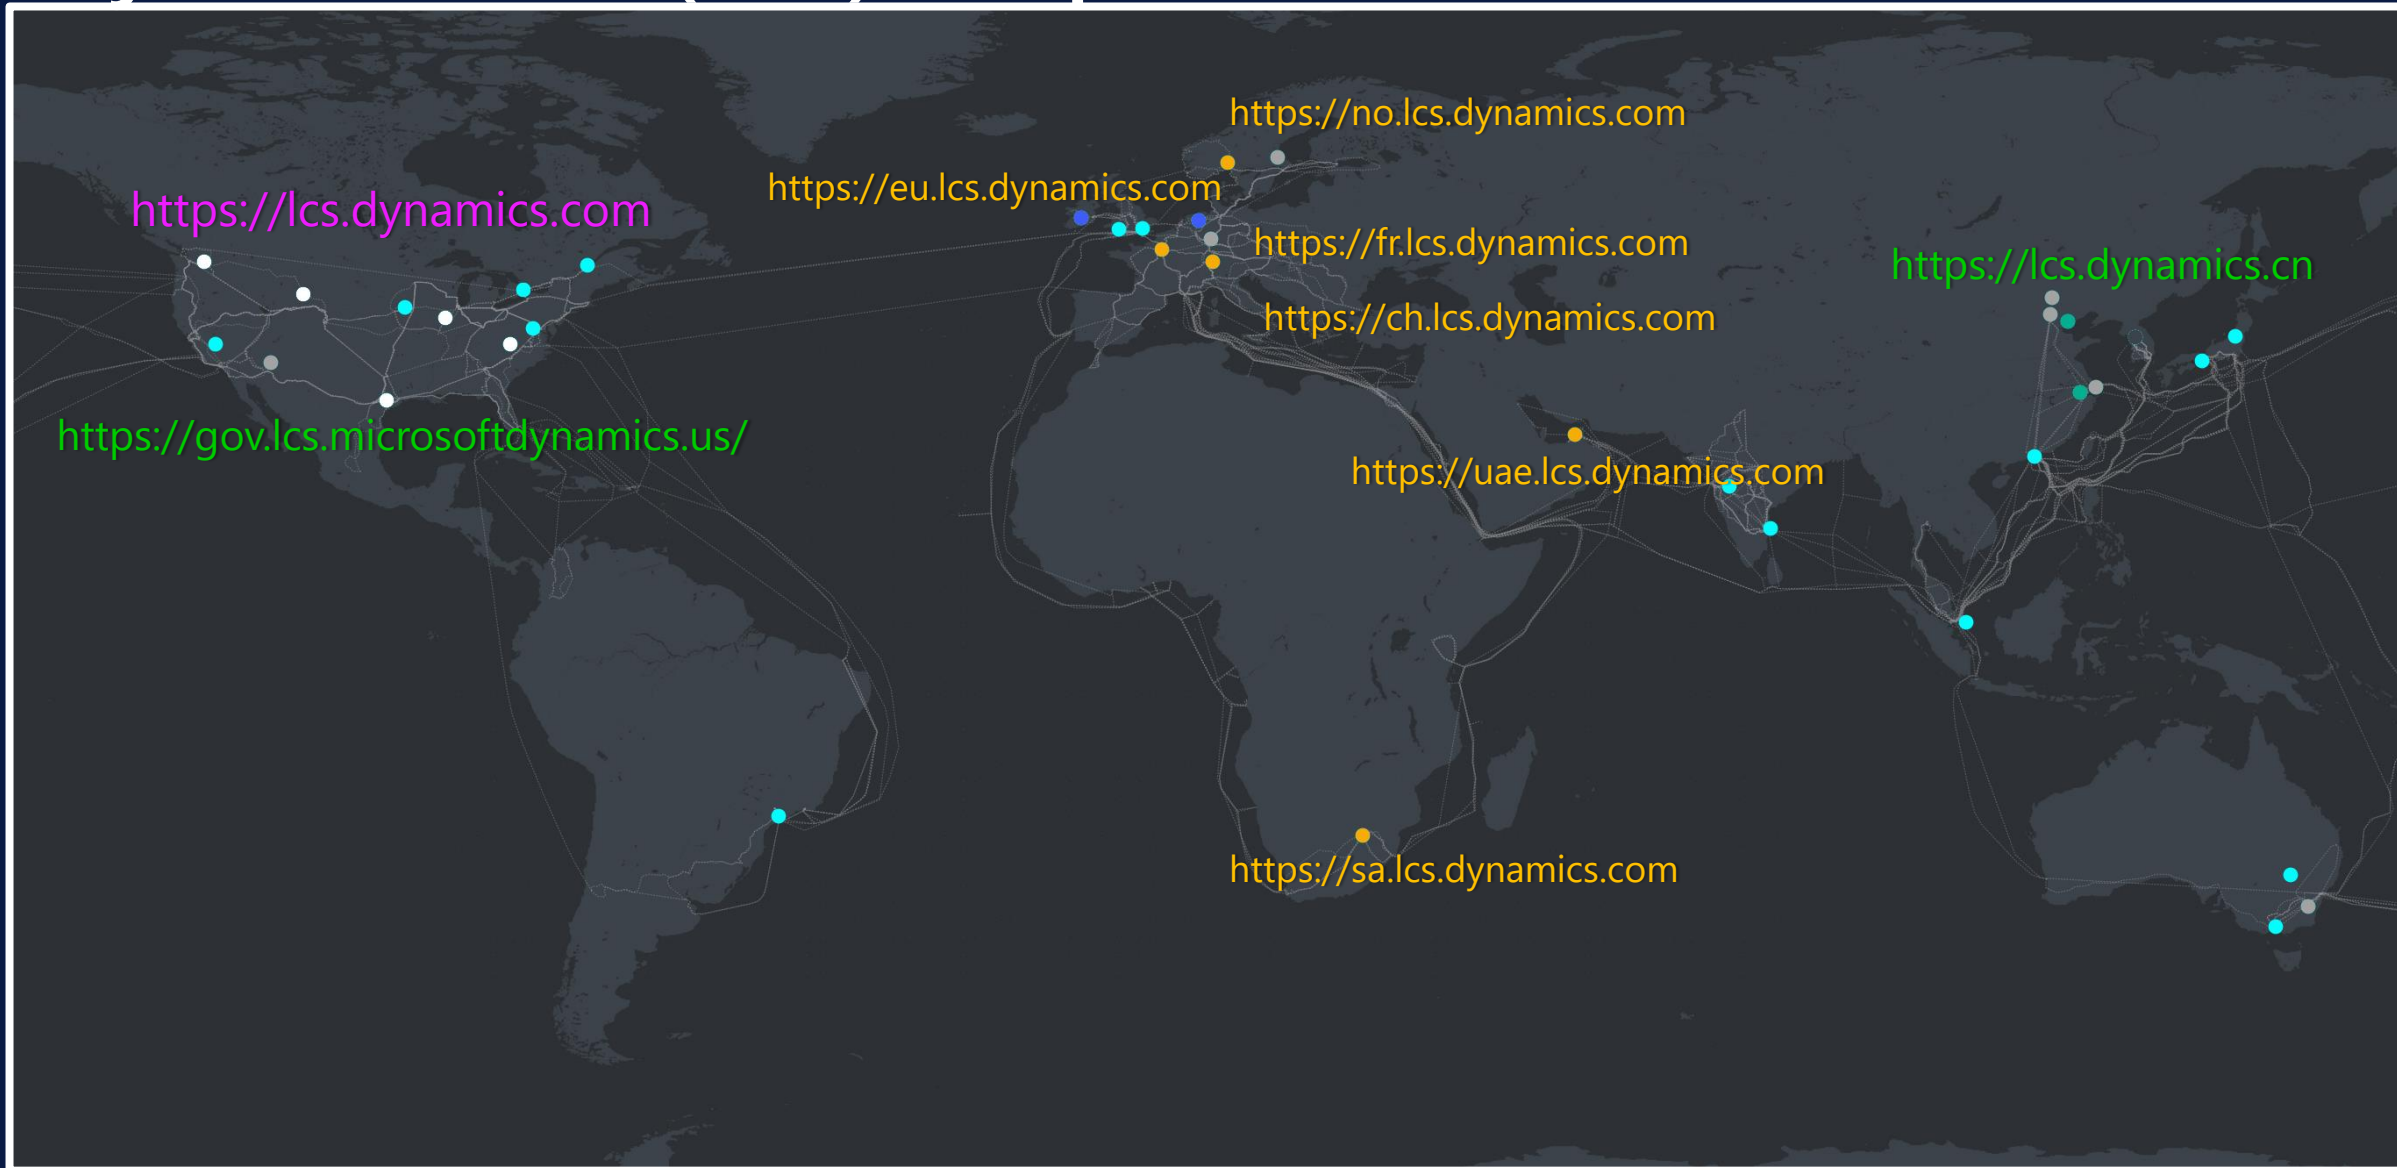 https://no.lcs.dynamics.com
https://eu.lcs.dynamics.com
https://lcs.dynamics.com
https://fr.lcs.dynamics.com
https://lcs.dynamics.cn
https://ch.lcs.dynamics.com
https://gov.lcs.microsoftdynamics.us/
https://uae.lcs.dynamics.com
https://sa.lcs.dynamics.com